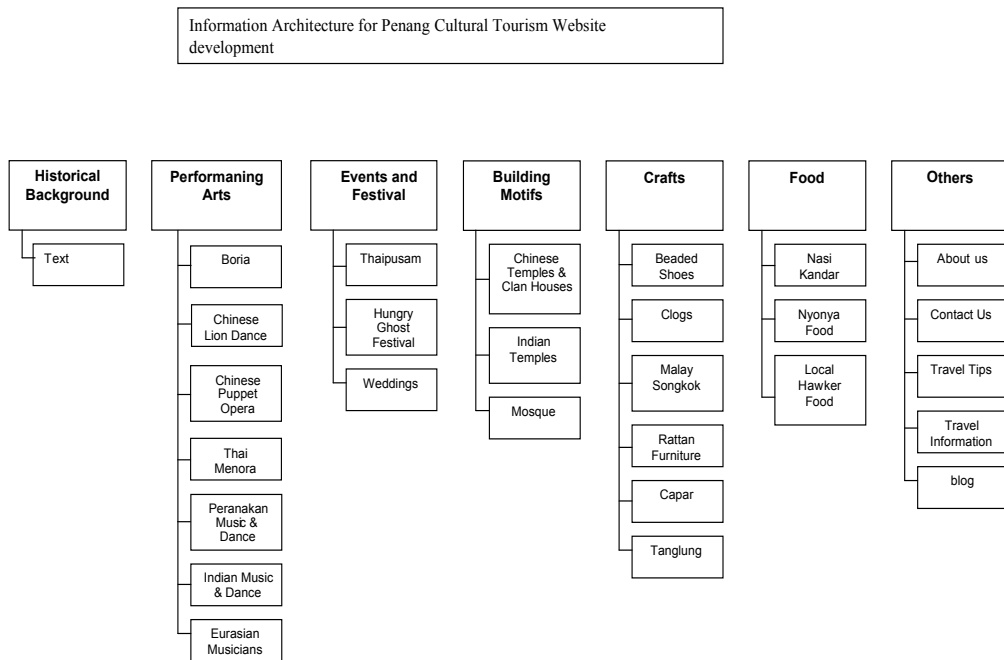 Information Architecture for Penang Cultural Tourism Website
development
Historical
Background
Text
Performaning
Arts
Boria
Chinese
Lion Dance
Chinese
Puppet
Opera
Thai
Menora
Peranakan
Music &
Dance
Indian Music
& Dance
Eurasian
Musicians
Events and
Festival
Thaipusam
Hungry
Ghost
Festival
Weddings
Building
Motifs
Chinese
Temples &
Clan Houses
Indian
Temples
Mosque
Crafts
Beaded
Shoes
Clogs
Malay
Songkok
Rattan
Furniture
Capar
Tanglung
Food
Nasi
Kandar
Nyonya
Food
Local
Hawker
Food
Others
About us
Contact Us
Travel Tips
Travel
Information
blog